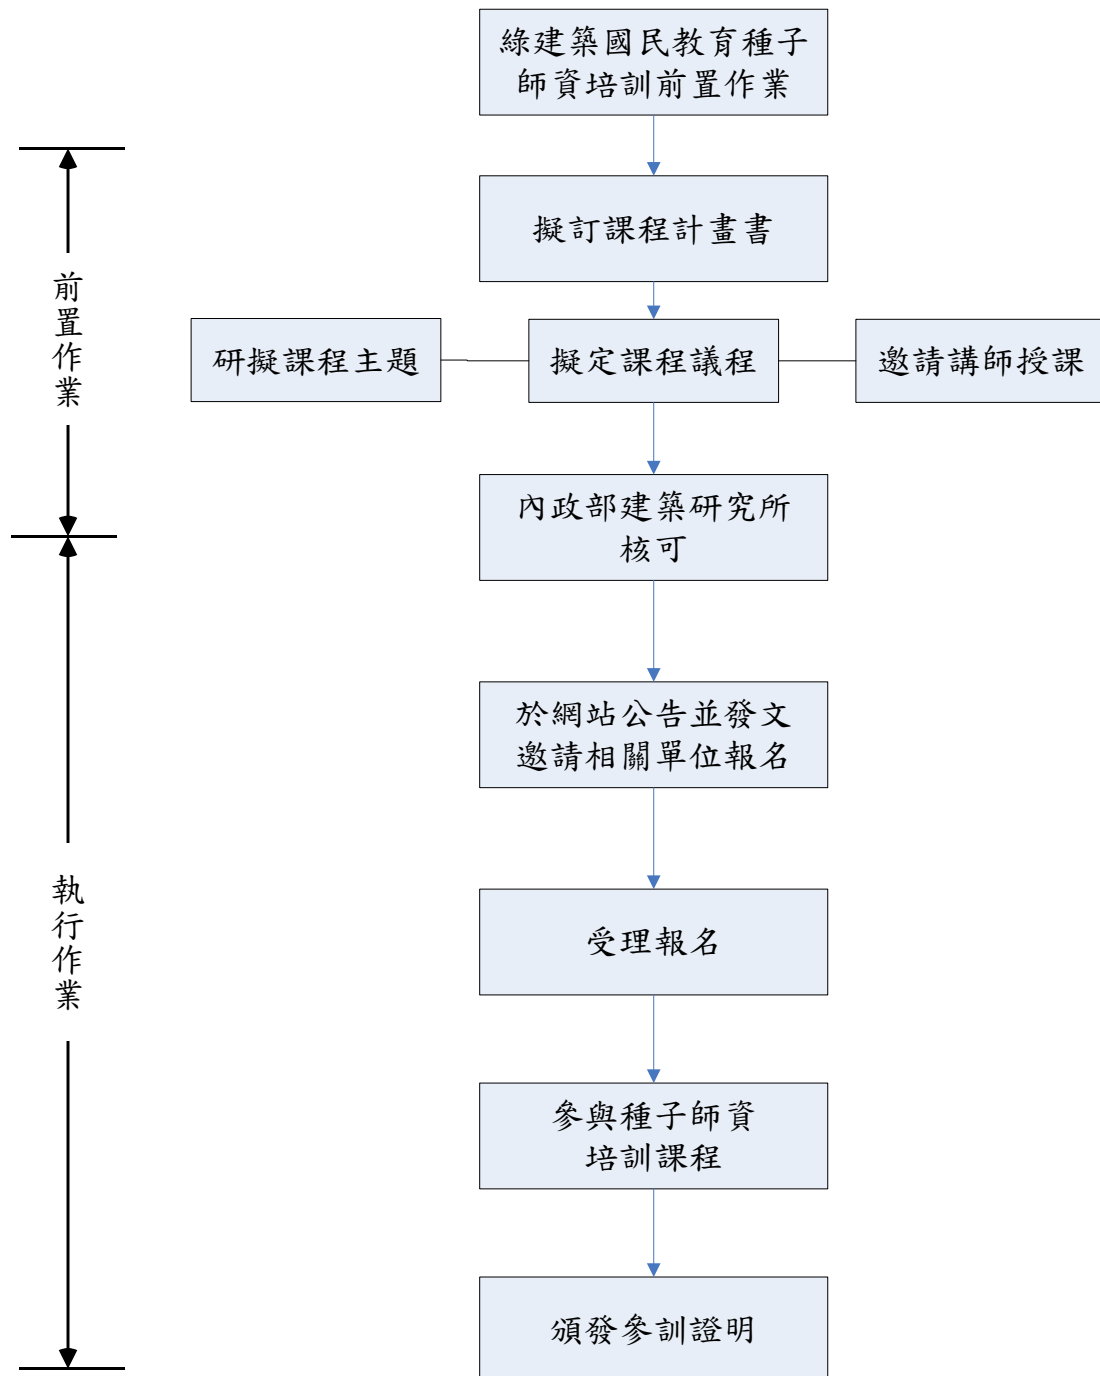 綠建築國民教育種子
師資培訓前置作業
擬訂課程計畫書
前置作業
研擬課程主題
擬定課程議程
邀請講師授課
內政部建築研究所
核可
於網站公告並發文
邀請相關單位報名
執行作業
受理報名
參與種子師資
培訓課程
頒發參訓證明